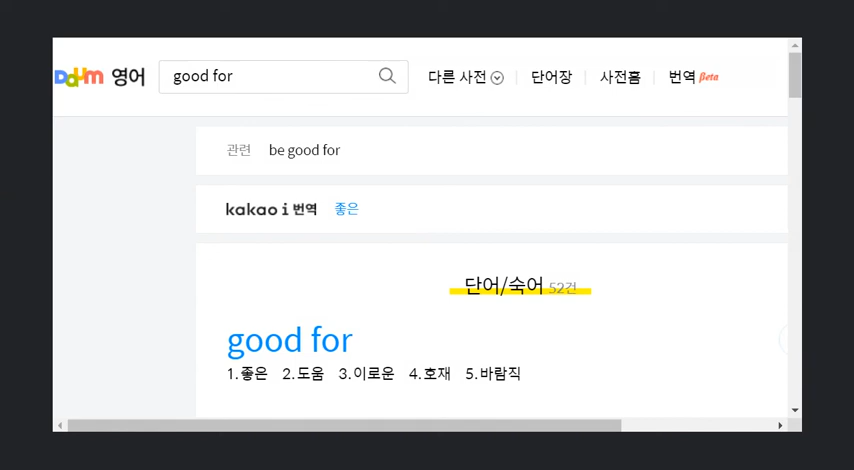 Daum 영어 good for 다른 사전 단어장 사전홈 번역 Beta
관련 be good for
kakao i 번역 좋은
단어/숙어 52건
good for
1.좋은 2.도움 3.이로운 4.호재 5.바람직